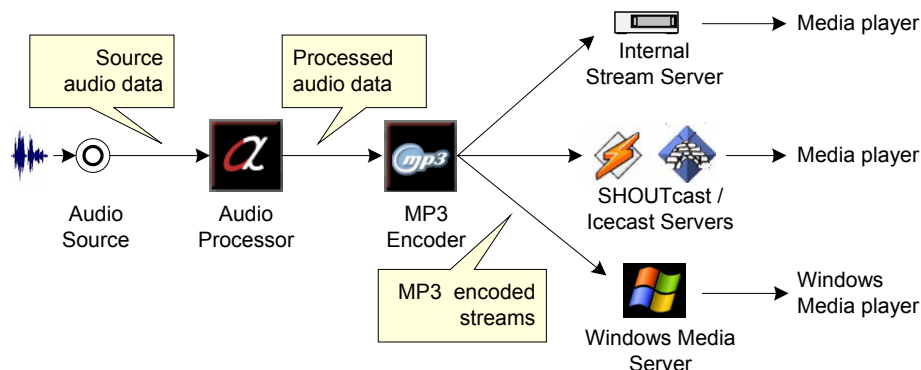 Source
audio data
Processed
audio data
Internal
Stream Server
Media player
Audio
Source
α
Audio
Processor
mp3
MP3
Encoder
SHOUTcast /
Icecast Servers
Media player
MP3 encoded
streams
Windows Media
Server
Windows
Media player